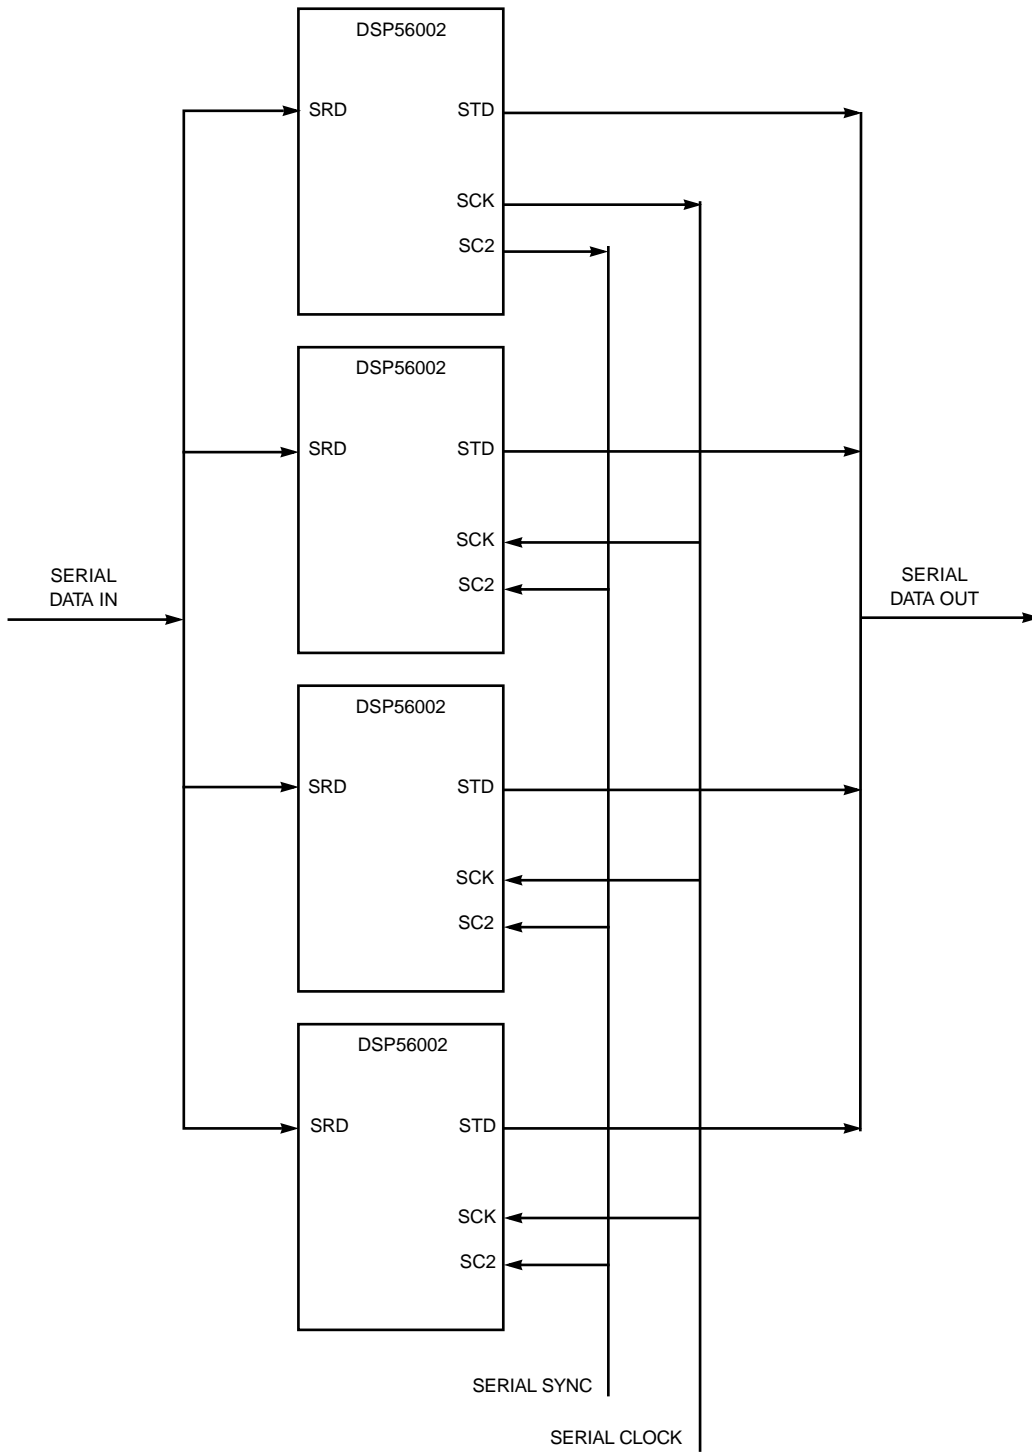 DSP56002
SRD
STD
SCK
SC2
DSP56002
SRD
STD
SCK
SC2
SERIAL
DATA IN
SERIAL
DATA OUT
DSP56002
SRD
STD
SCK
SC2
DSP56002
SRD
STD
SCK
SC2
SERIAL SYNC
SERIAL CLOCK